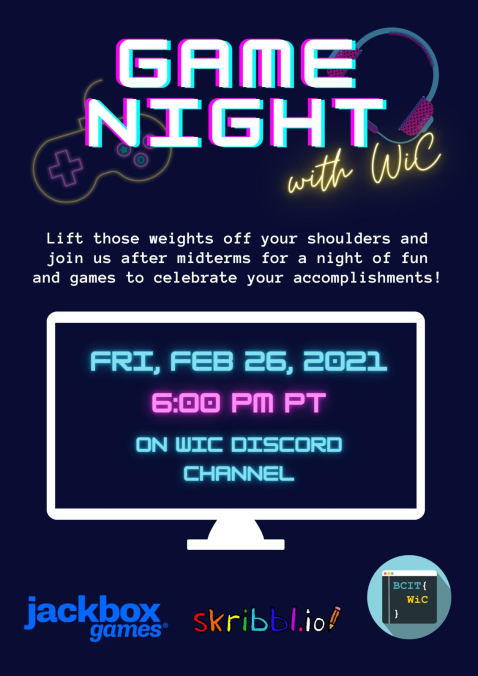 GAME
NIGHT
with WiC
Lift those weights off your shoulders and
join us after midterms for a night of fun
and games to celebrate your accomplishments!
FRI, FEB 26, 2021
6:00 PM PT
ON WIC DISCORD
CHANNEL
jackbox
games®
skribbl.io
BCIT{
WiC
}